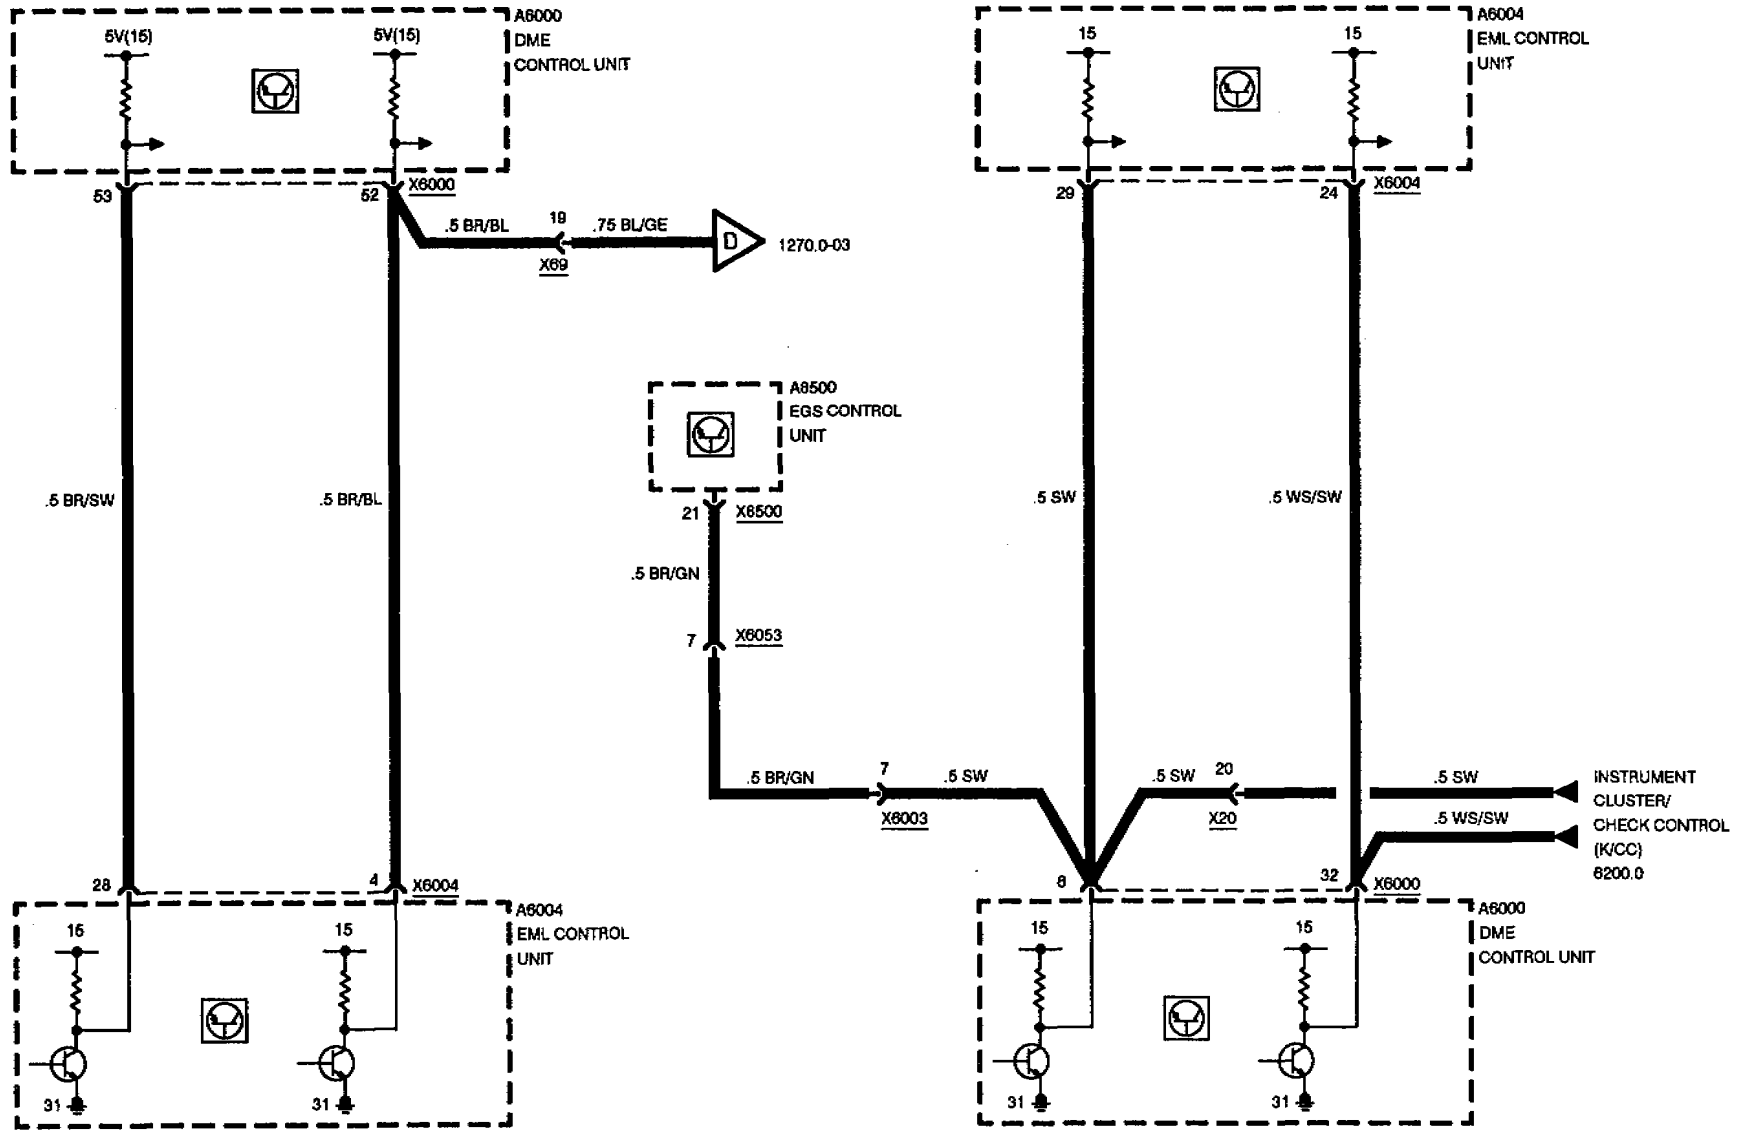 A6000
DME
CONTROL UNIT
5V(15)
5V(15)
53
52
X6000
.5 BR/BL
19
.75 BL/GE
X69
D
1270.0-03
.5 BR/SW
.5 BR/BL
28
4
X6004
A6004
EML CONTROL
UNIT
15
15
31
31
A8500
EGS CONTROL
UNIT
21
X8500
.5 BR/GN
7
X6053
.5 BR/GN
7
X6003
.5 SW
A6004
EML CONTROL
UNIT
15
15
29
24
X6004
.5 SW
.5 WS/SW
.5 SW
20
X20
.5 SW
.5 WS/SW
INSTRUMENT
CLUSTER/
CHECK CONTROL
(K/CC)
6200.0
8
32
X6000
A6000
DME
CONTROL UNIT
15
15
31
31